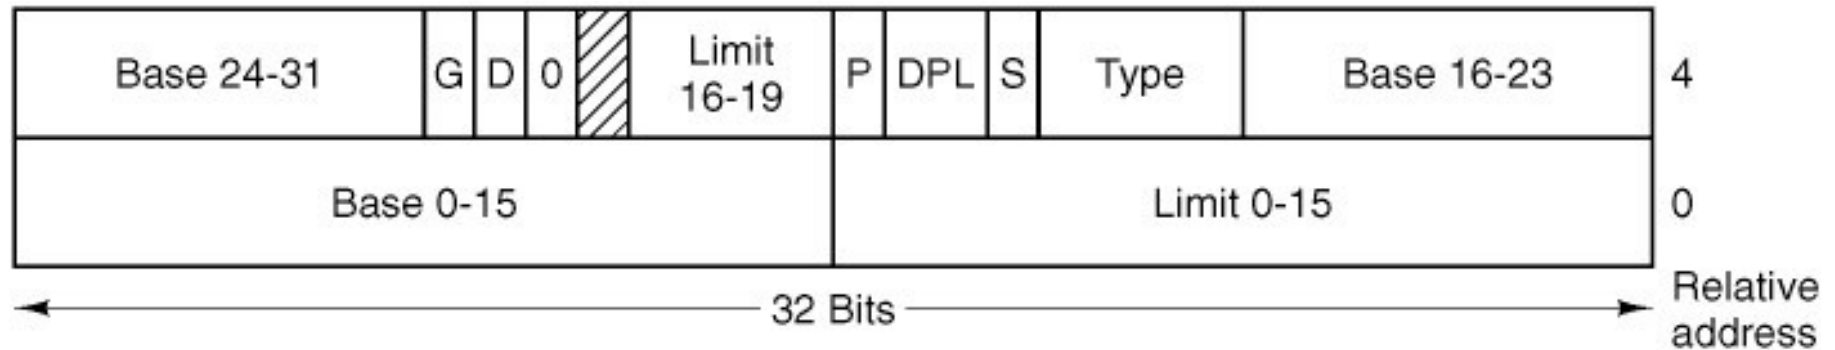 Base 24-31 G D 0 Limit 16-19 P DPL S Type Base 16-23 4
Base 0-15 Limit 0-15 0
32 Bits
Relative
address